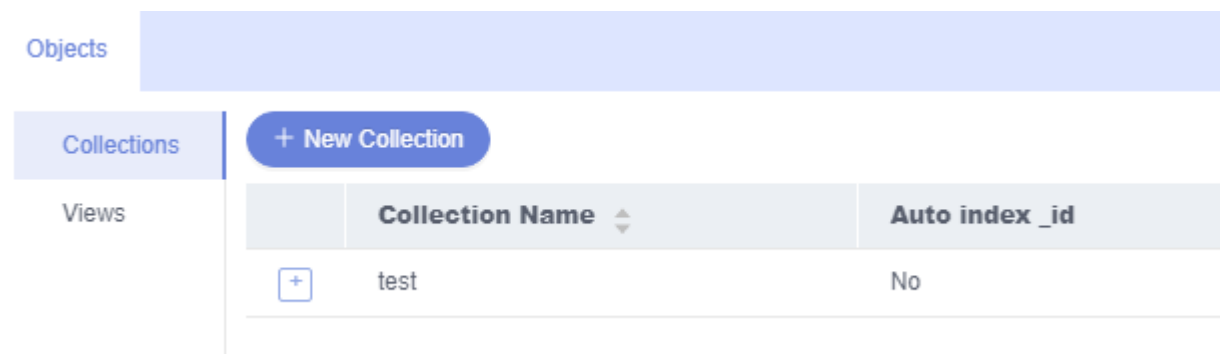 Objects
Collections
+ New Collection
Views
Collection Name
Auto index _id
+
test
No